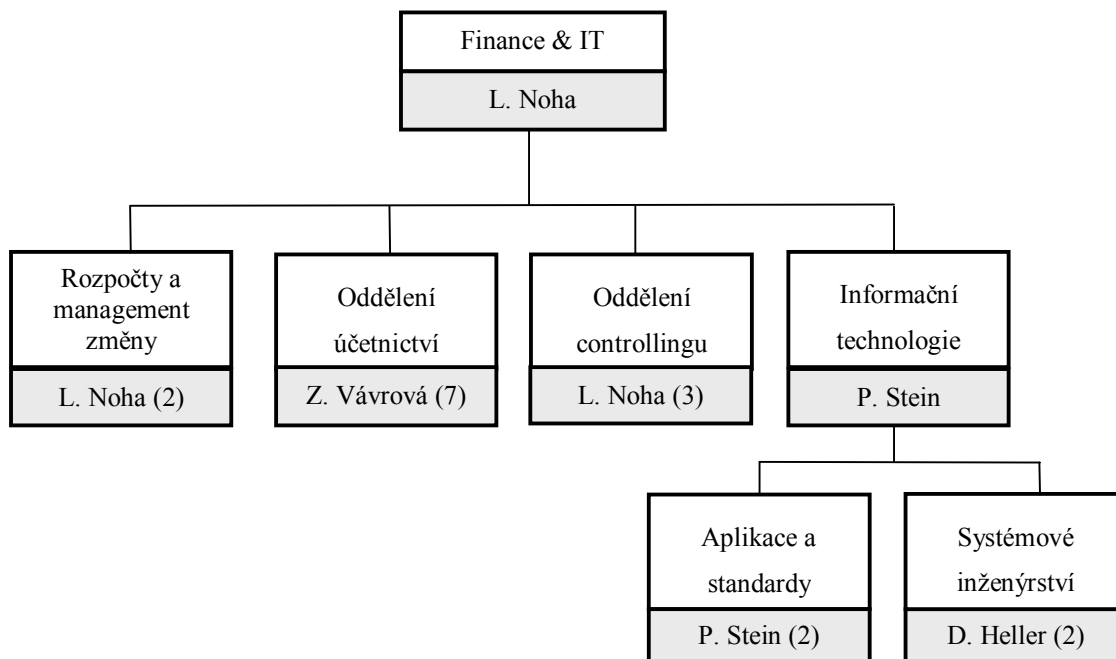 Finance & IT
L. Noha
Rozpočty a
management
změny
L. Noha (2)
Oddělení
účetnictví
Z. Vávrová (7)
Oddělení
controllingu
L. Noha (3)
Informační
technologie
P. Stein
Aplikace a
standardy
P. Stein (2)
Systémové
inženýrství
D. Heller (2)